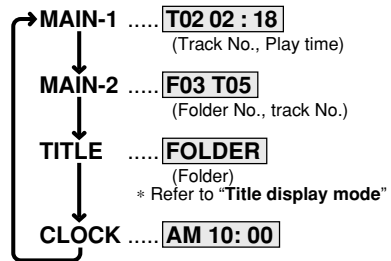 MAIN-1 ..... T02 02 : 18
(Track No., Play time)
MAIN-2 ..... F03 T05
(Folder No., track No.)
TITLE ..... FOLDER
(Folder)
* Refer to “Title display mode”
CLOCK ..... AM 10: 00